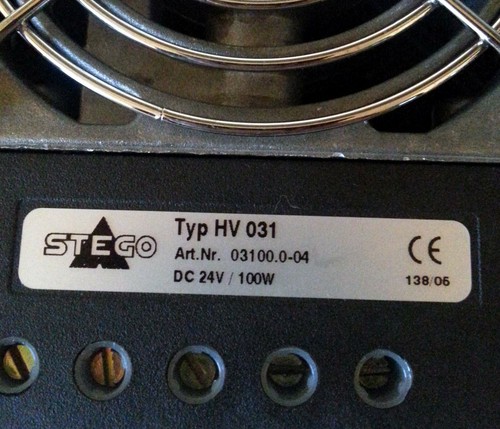 STEGO
Typ HV 031
Art.Nr. 03100.0-04
DC 24V / 100W
CE
138/06